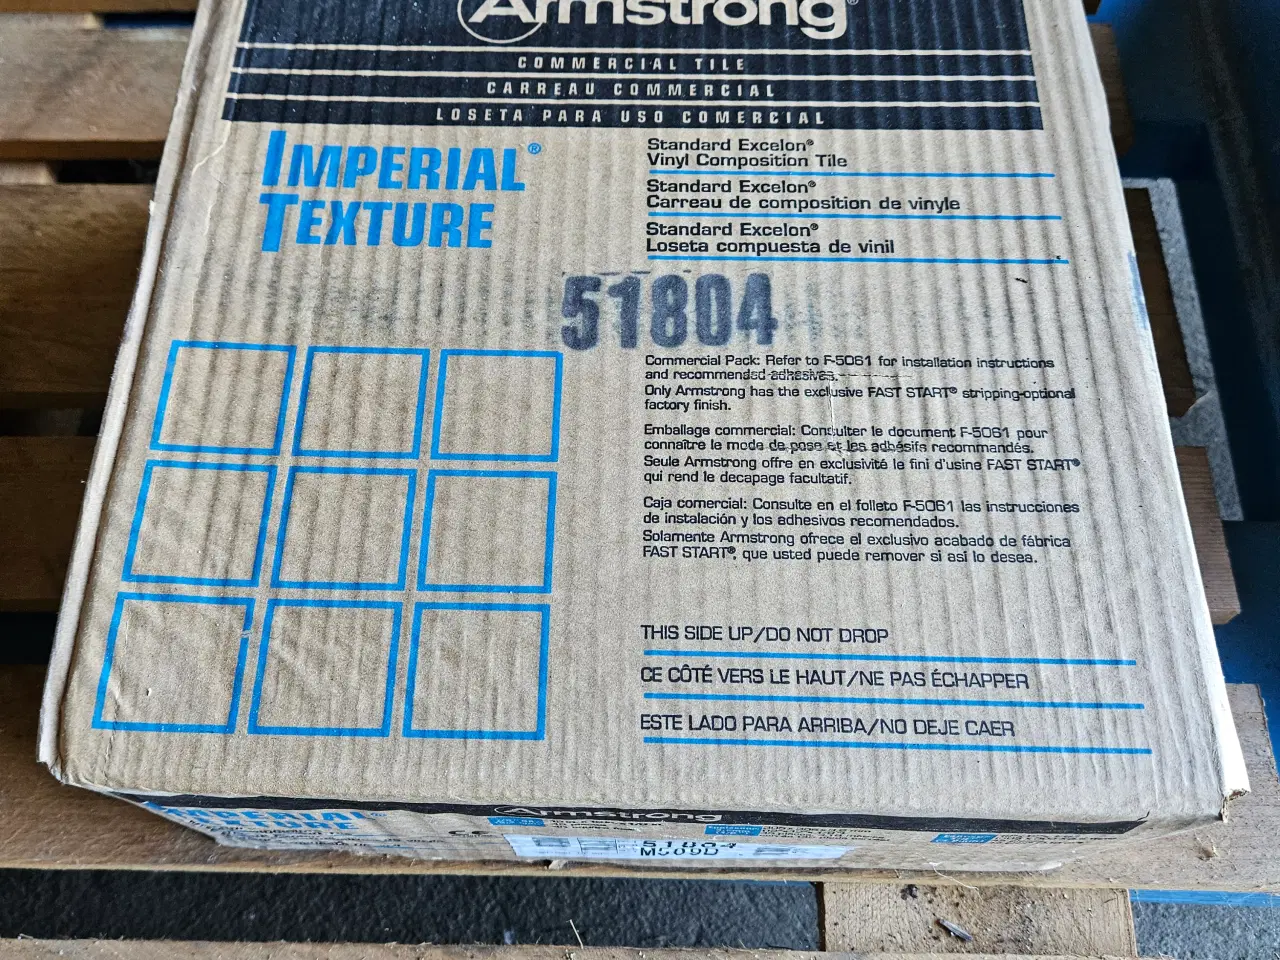 Armstrong®
COMMERCIAL TILE
CARREAU COMMERCIAL
LOSETA PARA USO COMERCIAL
IMPERIAL®
TEXTURE
Standard Excelon®
Vinyl Composition Tile
Standard Excelon®
Carreau de composition de vinyle
Standard Excelon®
Loseta compuesta de vinil
51804
Commercial Pack: Refer to F-5061 for installation instructions
and recommended adhesives.
Only Armstrong has the exclusive FAST START® stripping-optional
factory finish.
Emballage commercial: Consulter le document F-5061 pour
connaître le mode de pose et les adhésifs recommandés.
Seule Armstrong offre en exclusivité le fini d'usine FAST START®
qui rend le decapage facultatif.
Caja comercial: Consulte en el folleto F-5061 las instrucciones
de instalación y los adhesivos recomendados.
Solamente Armstrong ofrece el exclusivo acabado de fábrica
FAST START®, que usted puede remover si asi lo desea.
THIS SIDE UP/DO NOT DROP
CE CÔTÉ VERS LE HAUT/NE PAS ÉCHAPPER
ESTE LADO PARA ARRIBA/NO DEJE CAER
IMPERIAL®
TEXTURE
Armstrong
51804